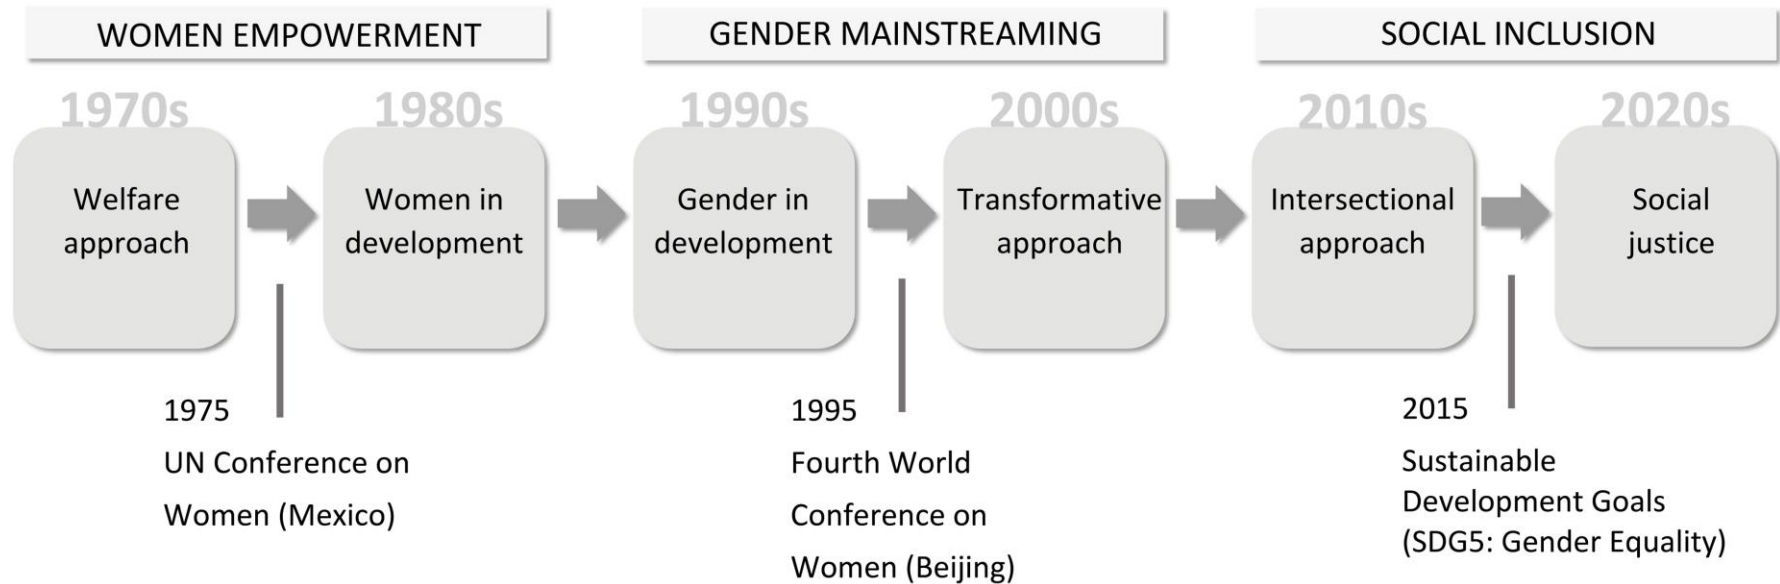 WOMEN EMPOWERMENT
GENDER MAINSTREAMING
SOCIAL INCLUSION
1970s
1980s
1990s
2000s
2010s
2020s
Welfare
approach
Women in
development
Gender in
development
Transformative
approach
Intersectional
approach
Social
justice
1975
UN Conference on
Women (Mexico)
1995
Fourth World
Conference on
Women (Beijing)
2015
Sustainable
Development Goals
(SDG5: Gender Equality)